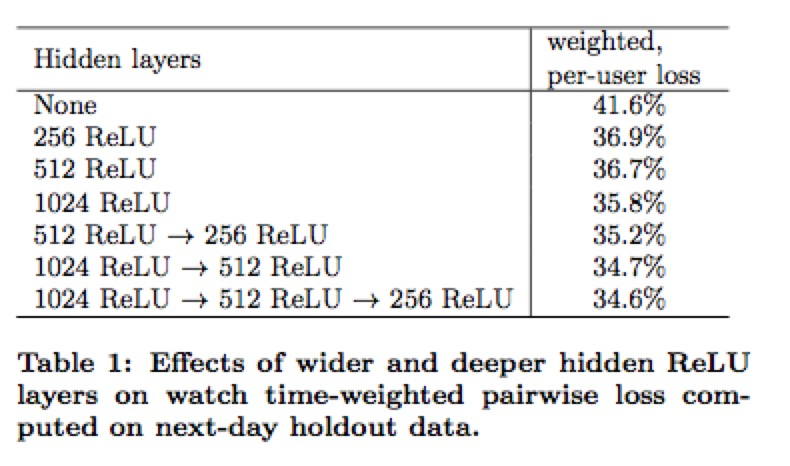 Hidden layers weighted,
per-user loss
None 41.6%
256 ReLU 36.9%
512 ReLU 36.7%
1024 ReLU 35.8%
512 ReLU → 256 ReLU 35.2%
1024 ReLU → 512 ReLU 34.7%
1024 ReLU → 512 ReLU → 256 ReLU 34.6%
Table 1: Effects of wider and deeper hidden ReLU
layers on watch time-weighted pairwise loss com-
puted on next-day holdout data.